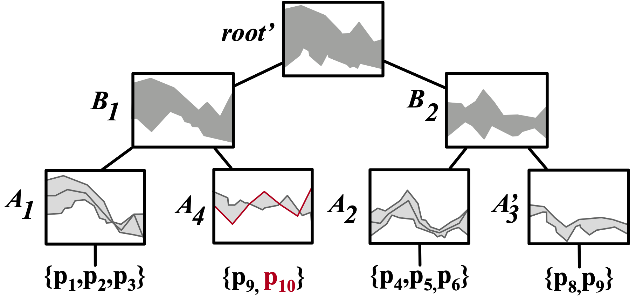 root'
B1
B2
A1
A4
A2
A'3
{p1,p2,p3}
{p9, p10}
{p4,p5,p6}
{p8,p9}